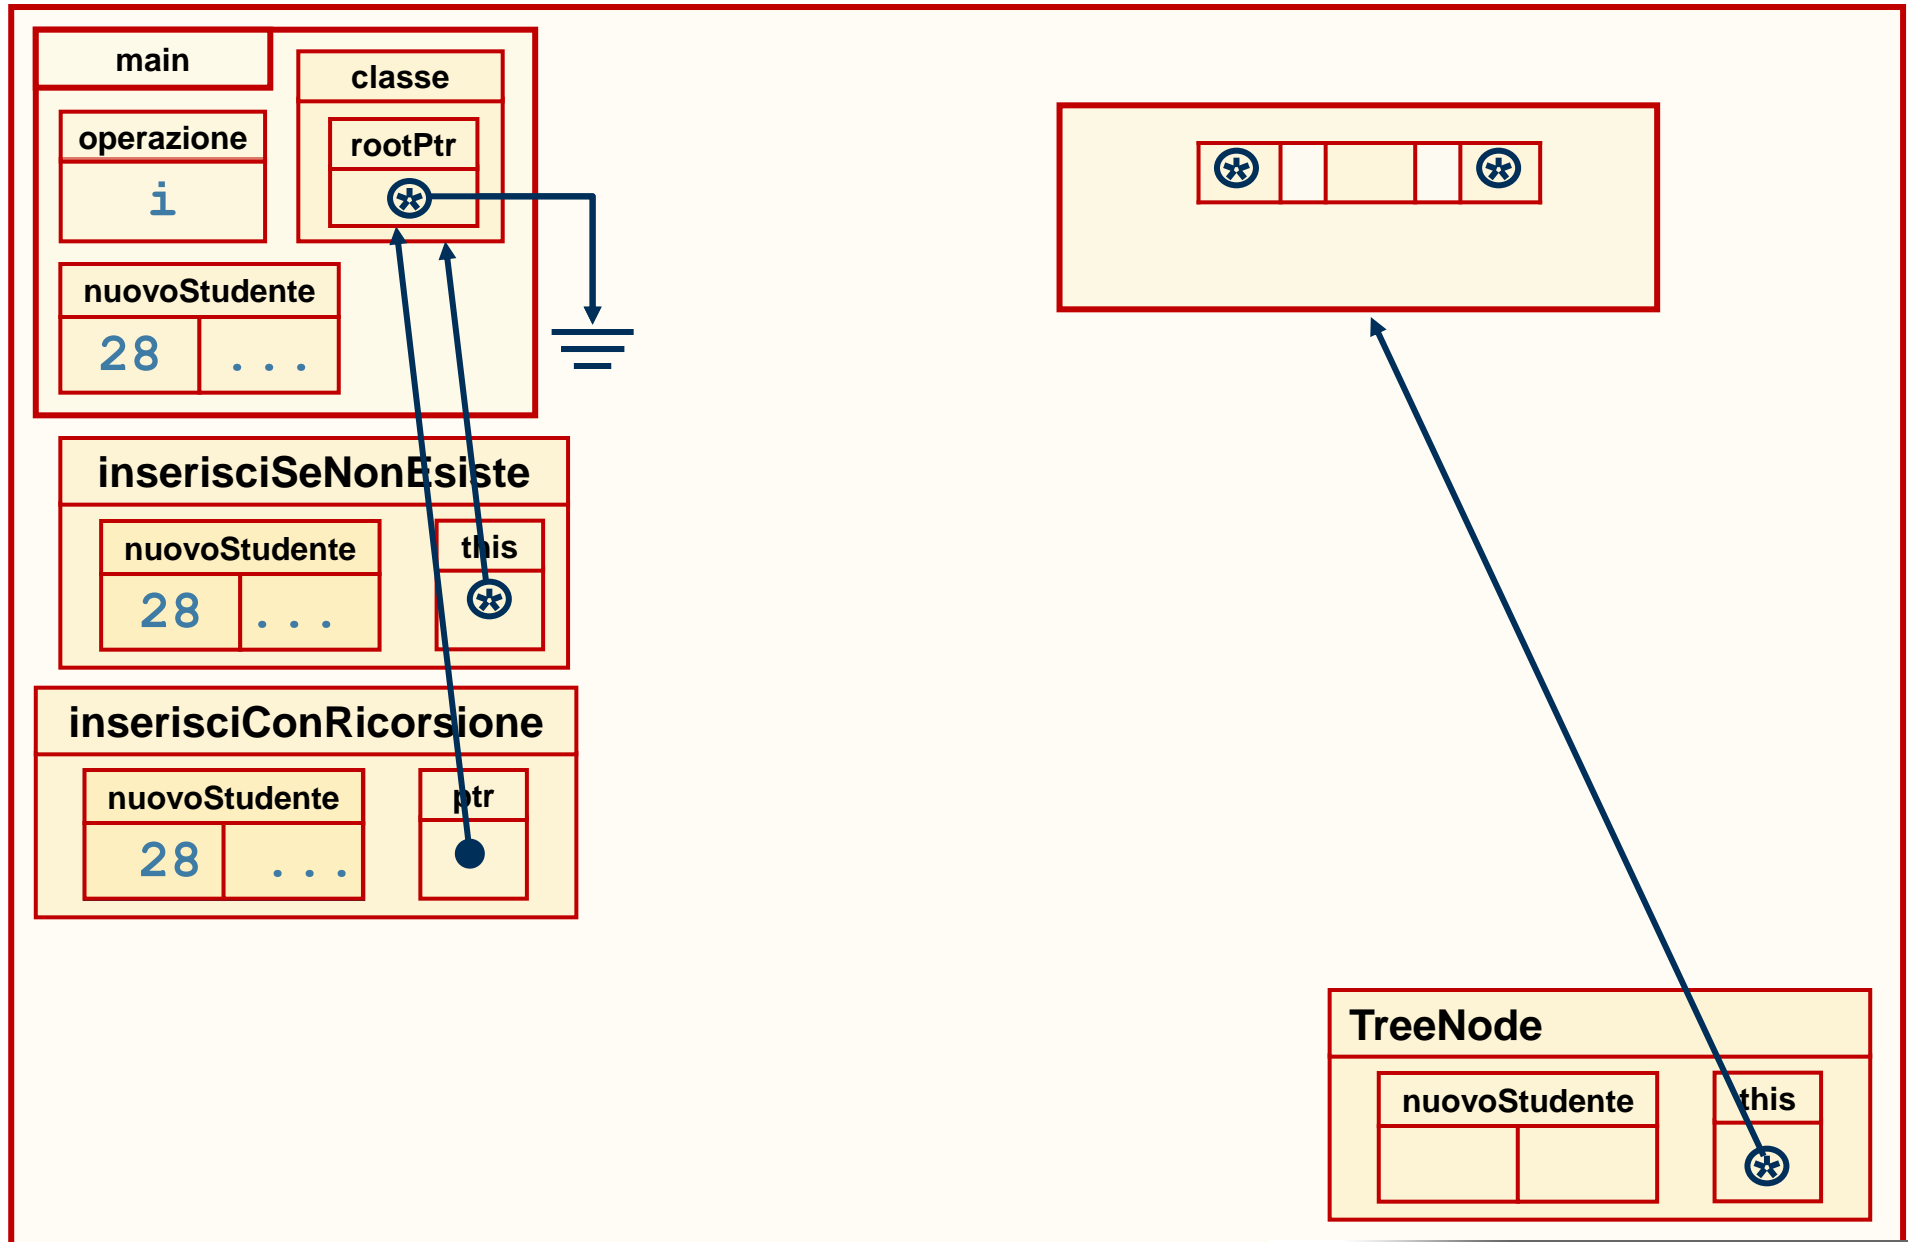 main
classe
operazione
rootPtr
i
nuovoStudente
28 ...
inserisciSeNonEsiste
nuovoStudente
this
28 ...
inserisciConRicorsione
nuovoStudente
ptr
28 ...
TreeNode
nuovoStudente
this